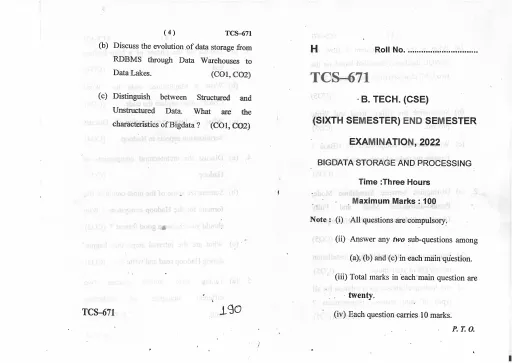 ( 4 ) TCS-671
(b) Discuss the evolution of data storage from
RDBMS through Data Warehouses to
Data Lakes. (CO1, CO2)
(c) Distinguish between Structured and
Unstructured Data. What are the
characteristics of Bigdata ? (CO1, CO2)
TCS-671 190
H Roll No. ..............................
TCS-671
B. TECH. (CSE)
(SIXTH SEMESTER) END SEMESTER
EXAMINATION, 2022
BIGDATA STORAGE AND PROCESSING
Time :Three Hours
Maximum Marks : 100
Note : (i) All questions are compulsory.
(ii) Answer any two sub-questions among
(a), (b) and (c) in each main question.
(iii) Total marks in each main question are
twenty.
(iv) Each question carries 10 marks.
P. T. O.